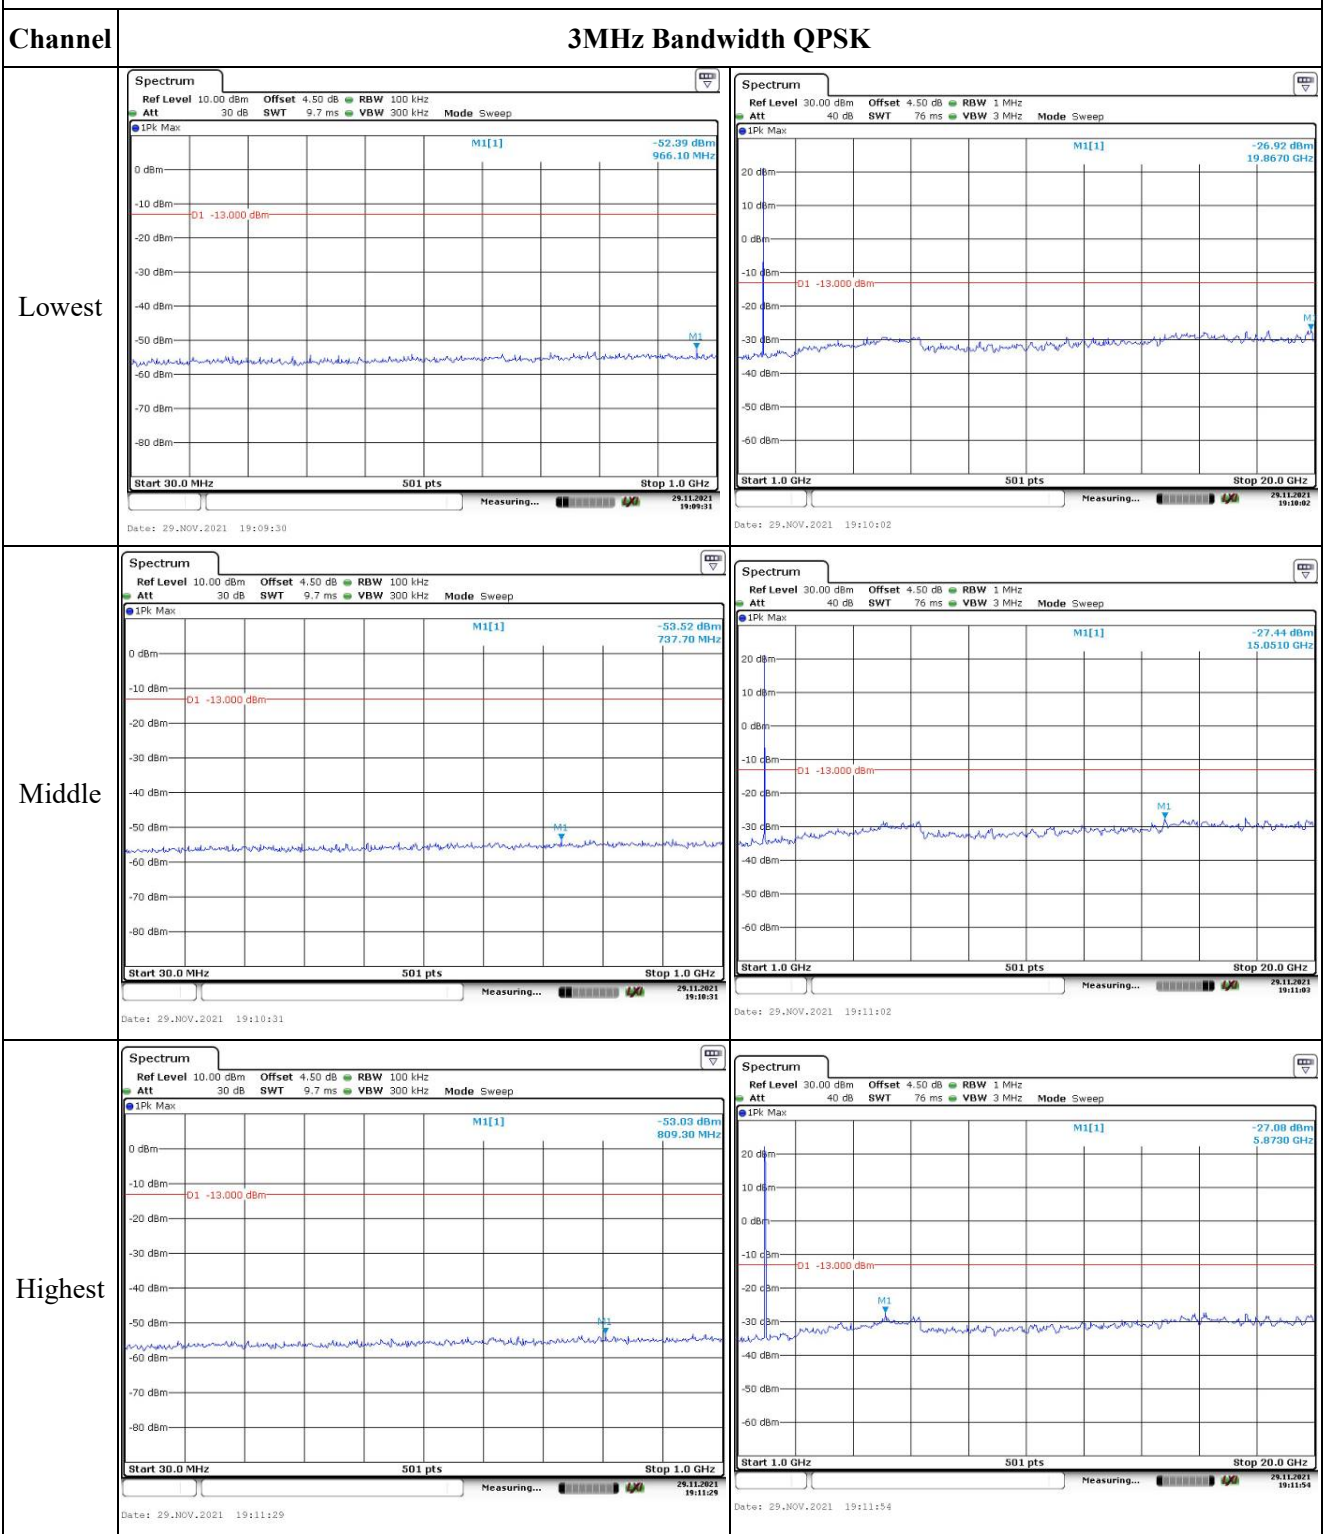 Channel 3MHz Bandwidth QPSK
Lowest
Spectrum
Ref Level 10.00 dBm Offset 4.50 dB RBW 100 kHz
Att 30 dB SWT 9.7 ms VBW 300 kHz Mode Sweep
1Pk Max
M1[1] -52.39 dBm
966.10 MHz
0 dBm
-10 dBm
D1 -13.000 dBm
-20 dBm
-30 dBm
-40 dBm
-50 dBm
M1
-60 dBm
-70 dBm
-80 dBm
Start 30.0 MHz 501 pts Stop 1.0 GHz
Measuring... 29.11.2021
19:09:31
Date: 29.NOV.2021 19:09:30
Spectrum
Ref Level 30.00 dBm Offset 4.50 dB RBW 1 MHz
Att 40 dB SWT 76 ms VBW 3 MHz Mode Sweep
1Pk Max
M1[1] -26.92 dBm
19.8670 GHz
20 dBm
10 dBm
0 dBm
-10 dBm
D1 -13.000 dBm
-20 dBm
M1
-30 dBm
-40 dBm
-50 dBm
-60 dBm
Start 1.0 GHz 501 pts Stop 20.0 GHz
Measuring... 29.11.2021
19:10:02
Date: 29.NOV.2021 19:10:02
Middle
Spectrum
Ref Level 10.00 dBm Offset 4.50 dB RBW 100 kHz
Att 30 dB SWT 9.7 ms VBW 300 kHz Mode Sweep
1Pk Max
M1[1] -53.52 dBm
737.70 MHz
0 dBm
-10 dBm
D1 -13.000 dBm
-20 dBm
-30 dBm
-40 dBm
-50 dBm
M1
-60 dBm
-70 dBm
-80 dBm
Start 30.0 MHz 501 pts Stop 1.0 GHz
Measuring... 29.11.2021
19:10:31
Date: 29.NOV.2021 19:10:31
Spectrum
Ref Level 30.00 dBm Offset 4.50 dB RBW 1 MHz
Att 40 dB SWT 76 ms VBW 3 MHz Mode Sweep
1Pk Max
M1[1] -27.44 dBm
15.0510 GHz
20 dBm
10 dBm
0 dBm
-10 dBm
D1 -13.000 dBm
-20 dBm
M1
-30 dBm
-40 dBm
-50 dBm
-60 dBm
Start 1.0 GHz 501 pts Stop 20.0 GHz
Measuring... 29.11.2021
19:11:03
Date: 29.NOV.2021 19:11:02
Highest
Spectrum
Ref Level 10.00 dBm Offset 4.50 dB RBW 100 kHz
Att 30 dB SWT 9.7 ms VBW 300 kHz Mode Sweep
1Pk Max
M1[1] -53.03 dBm
809.30 MHz
0 dBm
-10 dBm
D1 -13.000 dBm
-20 dBm
-30 dBm
-40 dBm
-50 dBm
M1
-60 dBm
-70 dBm
-80 dBm
Start 30.0 MHz 501 pts Stop 1.0 GHz
Measuring... 29.11.2021
19:11:29
Date: 29.NOV.2021 19:11:29
Spectrum
Ref Level 30.00 dBm Offset 4.50 dB RBW 1 MHz
Att 40 dB SWT 76 ms VBW 3 MHz Mode Sweep
1Pk Max
M1[1] -27.08 dBm
5.8730 GHz
20 dBm
10 dBm
0 dBm
-10 dBm
D1 -13.000 dBm
-20 dBm
M1
-30 dBm
-40 dBm
-50 dBm
-60 dBm
Start 1.0 GHz 501 pts Stop 20.0 GHz
Measuring... 29.11.2021
19:11:54
Date: 29.NOV.2021 19:11:54